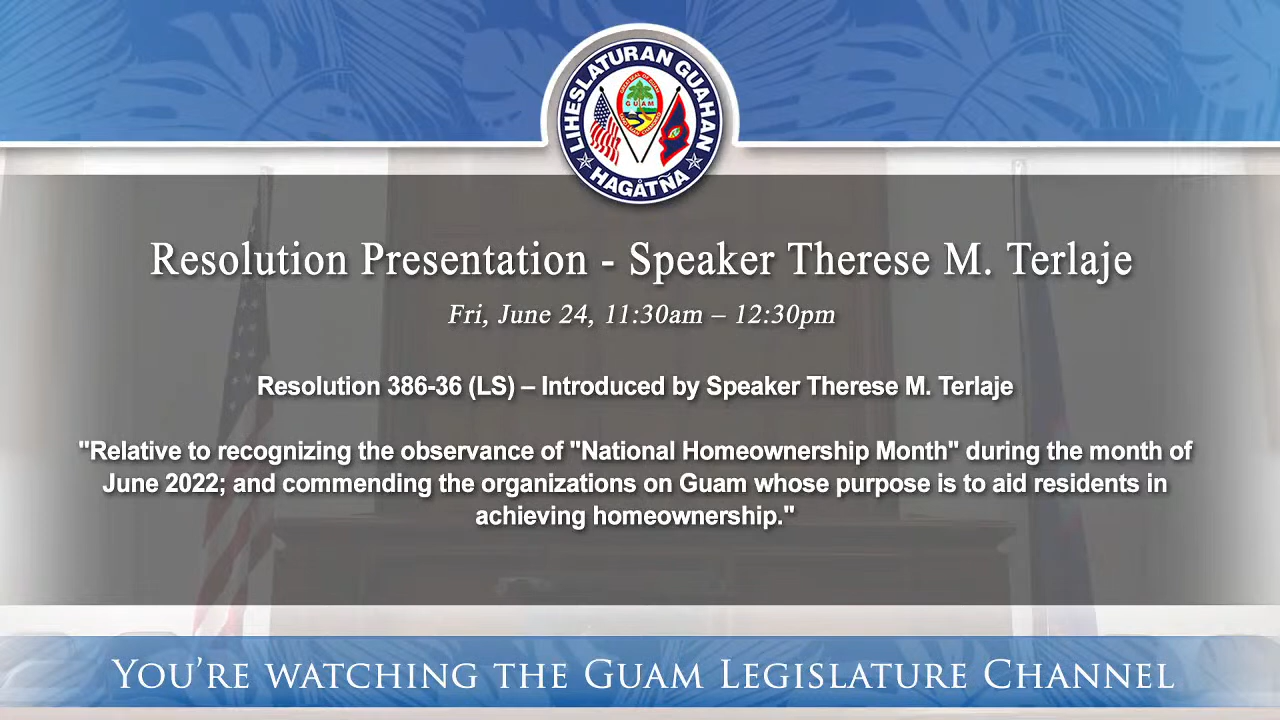 LIHESLATURAN GUAHAN
GUAM
HAGÅTÑA
Resolution Presentation - Speaker Therese M. Terlaje
Fri, June 24, 11:30am – 12:30pm
Resolution 386-36 (LS) – Introduced by Speaker Therese M. Terlaje
"Relative to recognizing the observance of "National Homeownership Month" during the month of
June 2022; and commending the organizations on Guam whose purpose is to aid residents in
achieving homeownership."
YOU'RE WATCHING THE GUAM LEGISLATURE CHANNEL